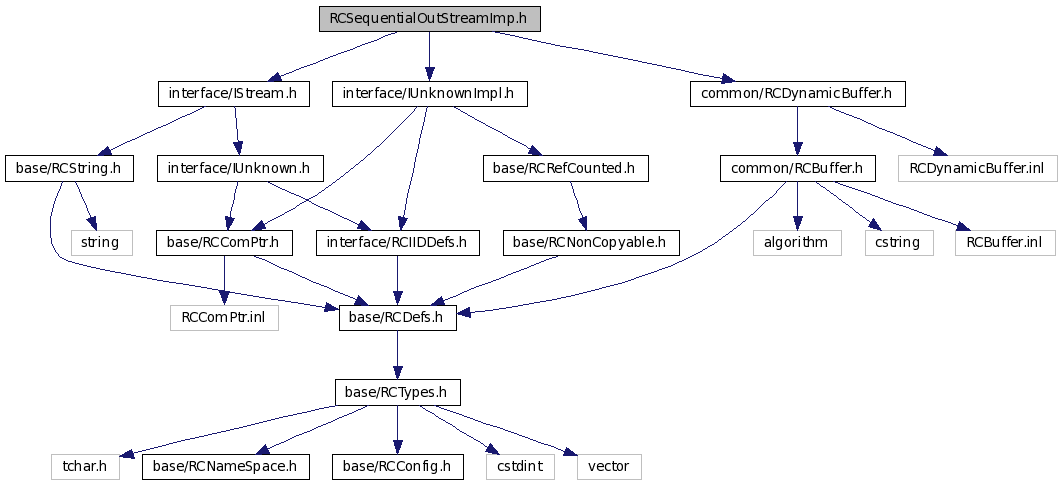 RCSequentialOutStreamImp.h
interface/IStream.h
interface/IUnknownImpl.h
common/RCDynamicBuffer.h
base/RCString.h
interface/IUnknown.h
base/RCRefCounted.h
common/RCBuffer.h
RCDynamicBuffer.inl
string
base/RCComPtr.h
interface/RCIIDDefs.h
base/RCNonCopyable.h
algorithm
cstring
RCBuffer.inl
RCComPtr.inl
base/RCDefs.h
base/RCTypes.h
tchar.h
base/RCNameSpace.h
base/RCConfig.h
cstdint
vector